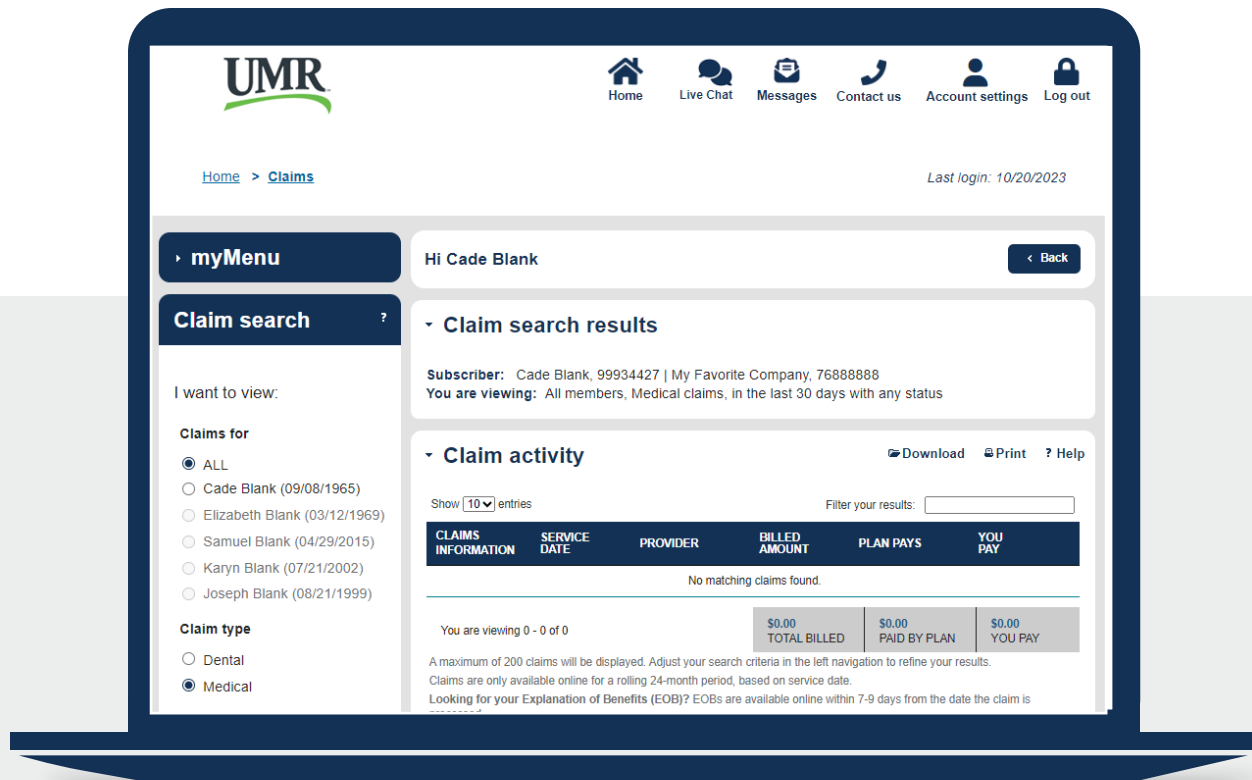 UMR
Home Live Chat Messages Contact us Account settings Log out
Home > Claims
Last login: 10/20/2023
myMenu
Hi Cade Blank
< Back
Claim search ?
Claim search results
Subscriber: Cade Blank, 99934427 | My Favorite Company, 76888888
You are viewing: All members, Medical claims, in the last 30 days with any status
I want to view:
Claims for
ALL
Cade Blank (09/08/1965)
Elizabeth Blank (03/12/1969)
Samuel Blank (04/29/2015)
Karyn Blank (07/21/2002)
Joseph Blank (08/21/1999)
Claim type
Dental
Medical
Claim activity
Download Print ? Help
Show 10 entries
Filter your results:
CLAIMS INFORMATION SERVICE DATE PROVIDER BILLED AMOUNT PLAN PAYS YOU PAY
No matching claims found.
You are viewing 0 - 0 of 0
$0.00 TOTAL BILLED
$0.00 PAID BY PLAN
$0.00 YOU PAY
A maximum of 200 claims will be displayed. Adjust your search criteria in the left navigation to refine your results.
Claims are only available online for a rolling 24-month period, based on service date.
Looking for your Explanation of Benefits (EOB)? EOBs are available online within 7-9 days from the date the claim is